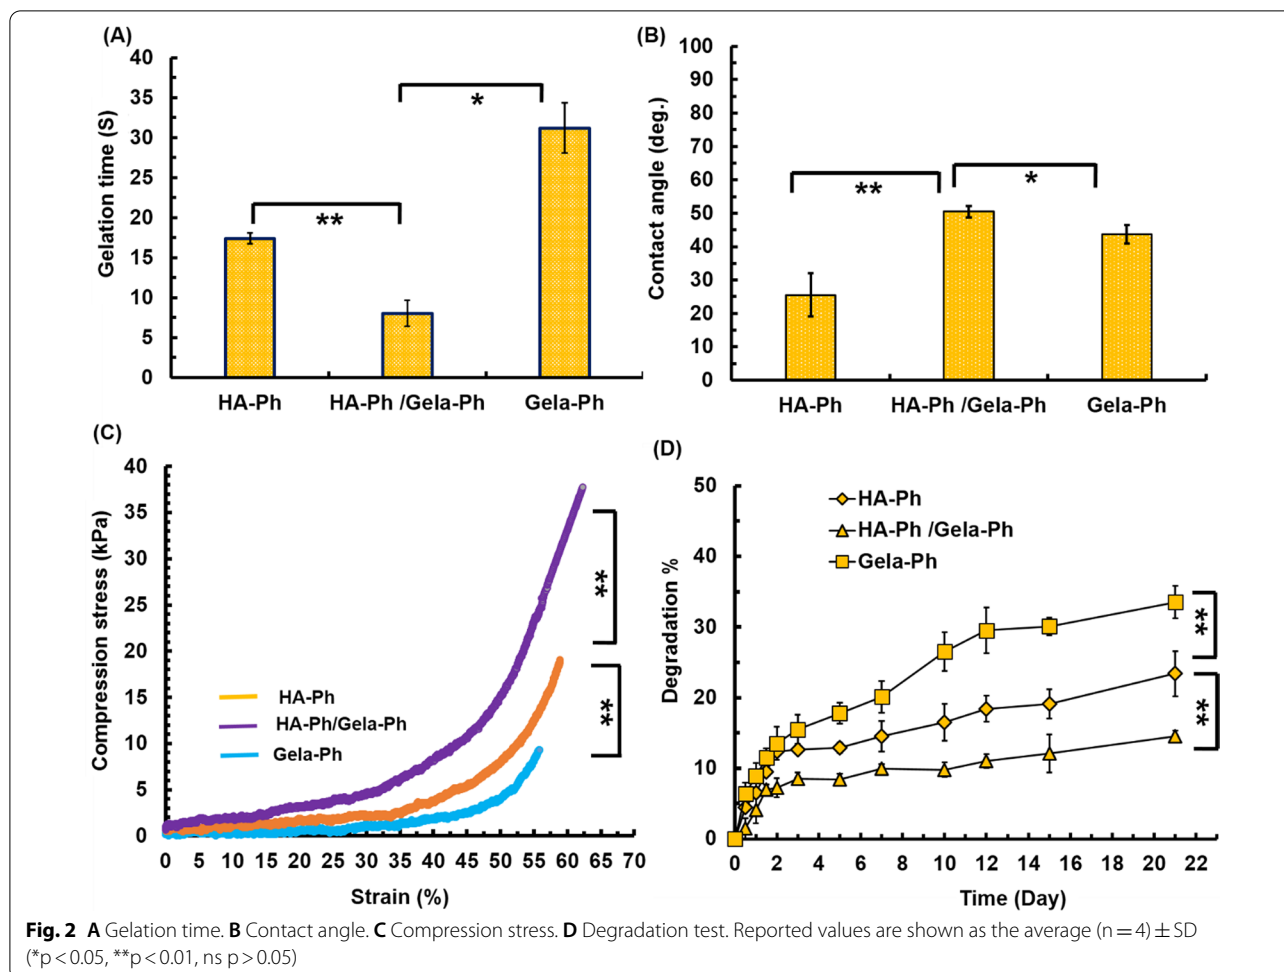 (A)
40
35
30
25
20
15
10
5
0
Gelation time (S)
*
**
HA-Ph HA-Ph /Gela-Ph Gela-Ph
(B)
100
90
80
70
60
50
40
30
20
10
0
Contact angle (deg.)
**
*
HA-Ph HA-Ph /Gela-Ph Gela-Ph
(C)
40
35
30
25
20
15
10
5
0
Compression stress (kPa)
HA-Ph
HA-Ph/Gela-Ph
Gela-Ph
**
**
0 5 10 15 20 25 30 35 40 45 50 55 60 65 70
Strain (%)
(D)
50
40
30
20
10
0
Degradation %
HA-Ph
HA-Ph /Gela-Ph
Gela-Ph
**
**
0 2 4 6 8 10 12 14 16 18 20 22
Time (Day)
Fig. 2 A Gelation time. B Contact angle. C Compression stress. D Degradation test. Reported values are shown as the average (n = 4) ± SD
(*p < 0.05, **p < 0.01, ns p > 0.05)